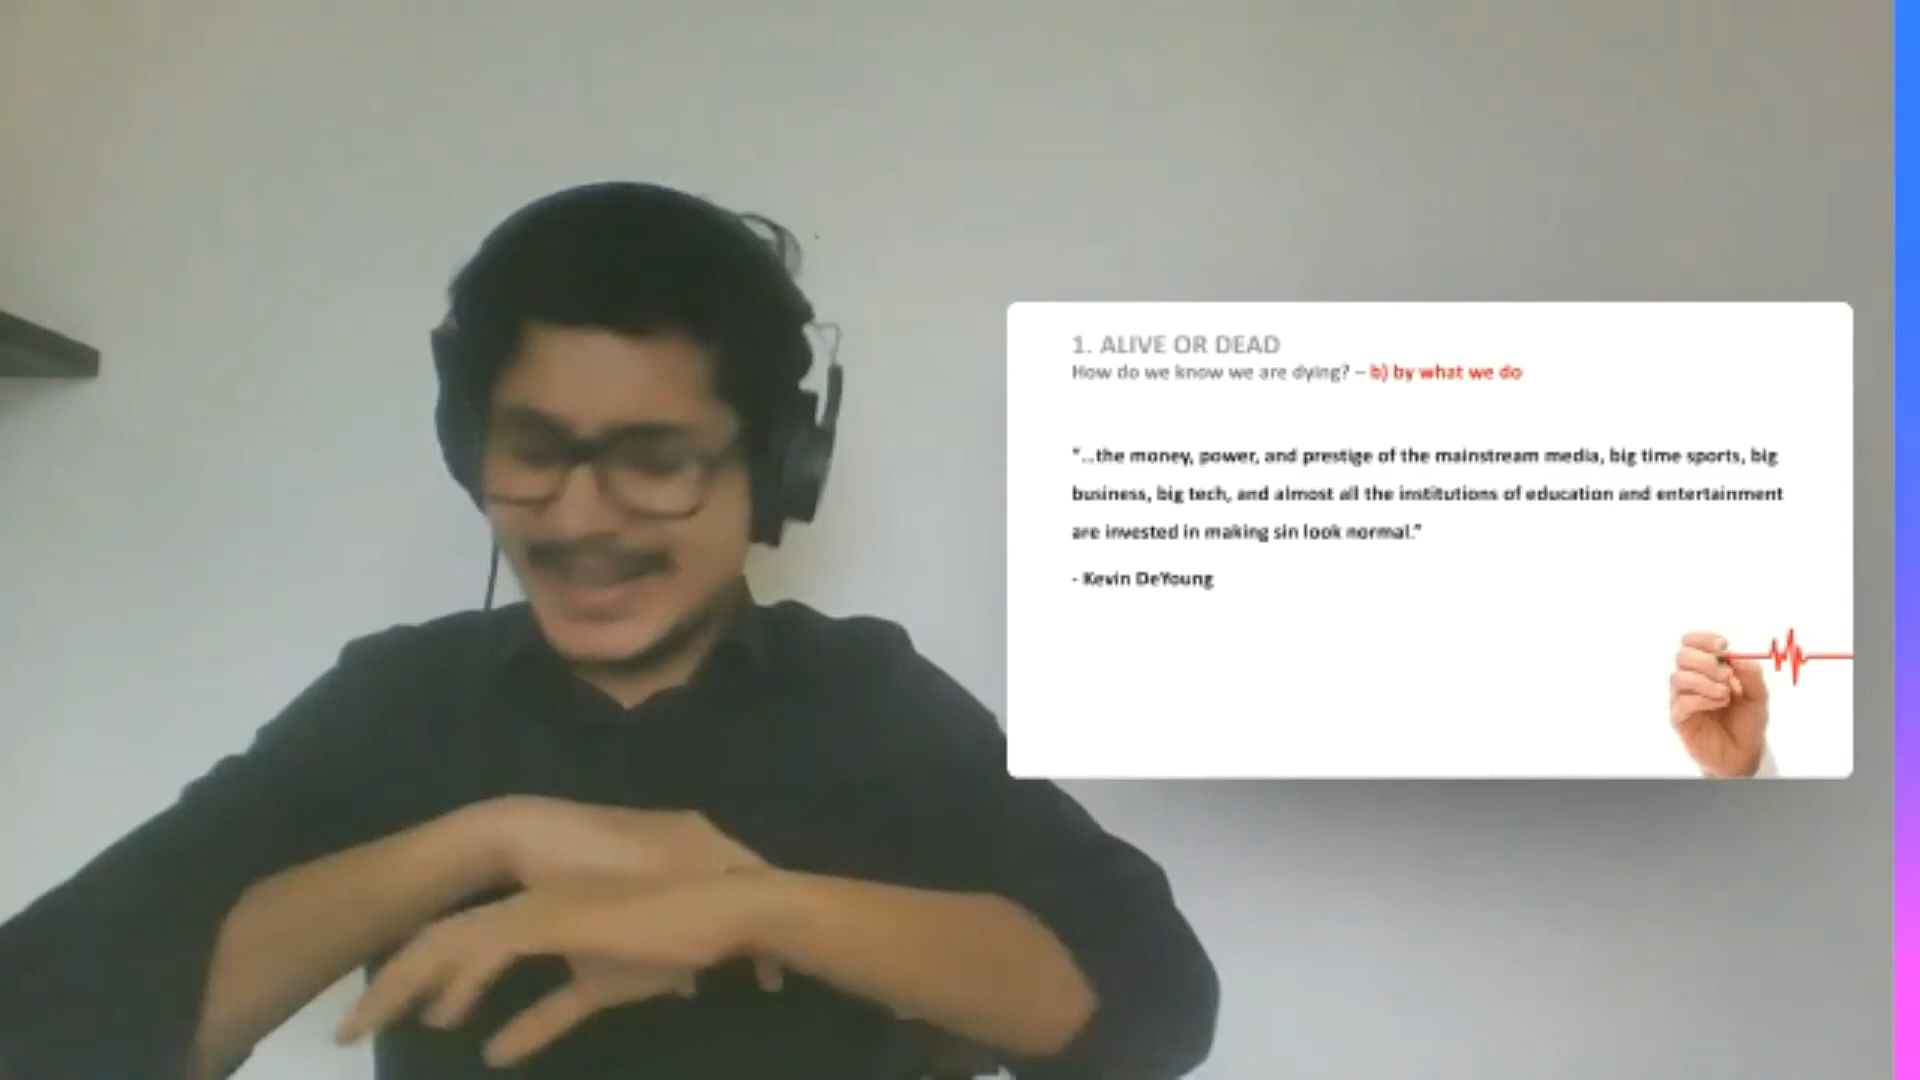 1. ALIVE OR DEAD
How do we know we are dying? – b) by what we do
“…the money, power, and prestige of the mainstream media, big time sports, big
business, big tech, and almost all the institutions of education and entertainment
are invested in making sin look normal.”
- Kevin DeYoung